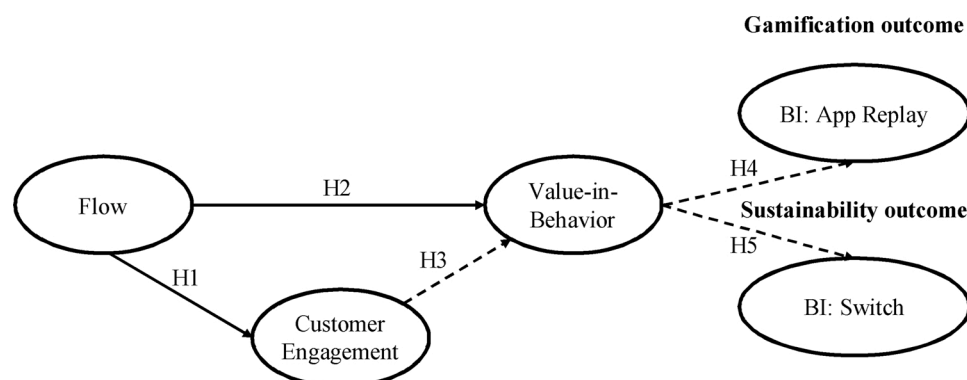 Gamification outcome
BI: App Replay
H4
H2
Flow
Value-in-
Behavior
Sustainability outcome
H5
H3
H1
Customer
Engagement
BI: Switch